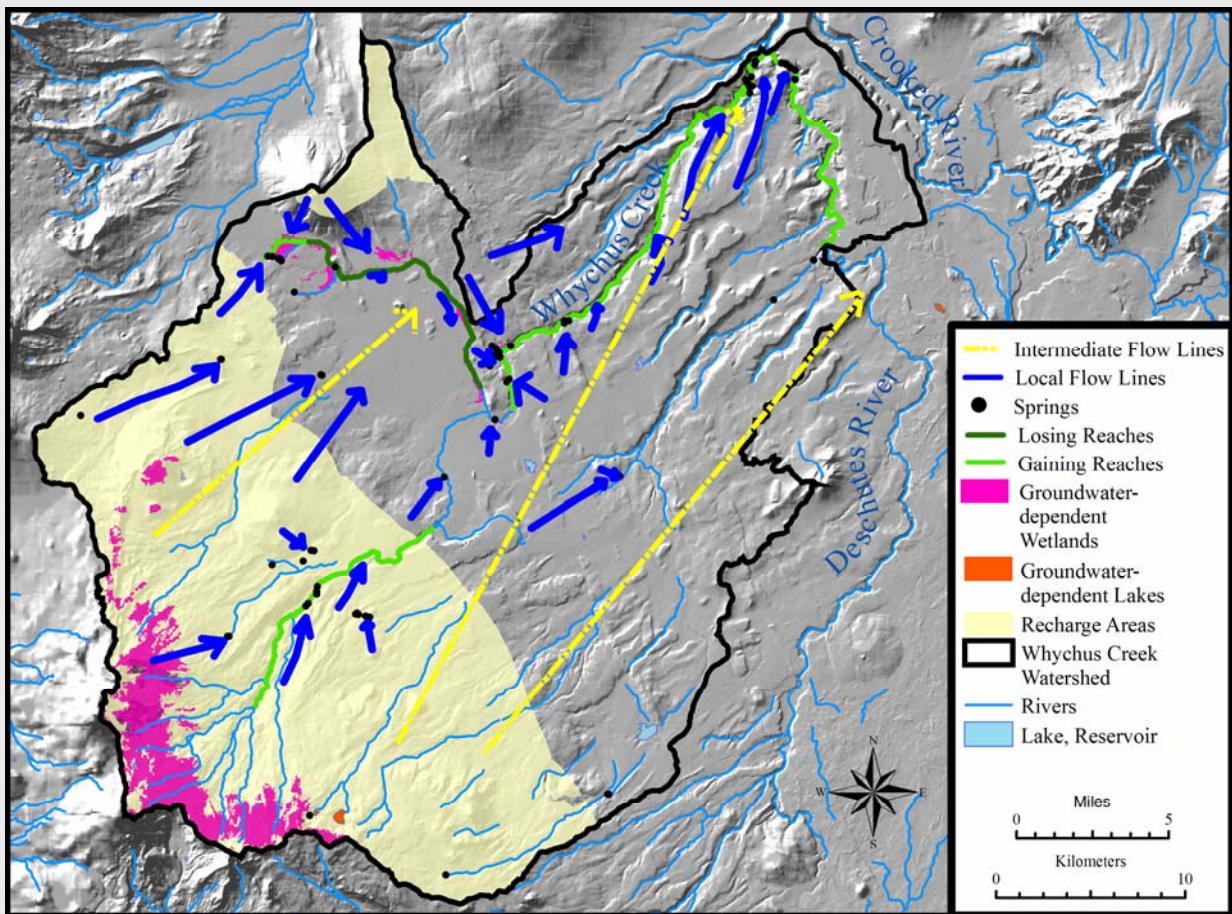 Crooked River
Whychus Creek
Deschutes River
Intermediate Flow Lines
Local Flow Lines
Springs
Losing Reaches
Gaining Reaches
Groundwater-
dependent
Wetlands
Groundwater-
dependent Lakes
Recharge Areas
Whychus Creek
Watershed
Rivers
Lake, Reservoir
N
W E
S
Miles
0 5
Kilometers
0 10